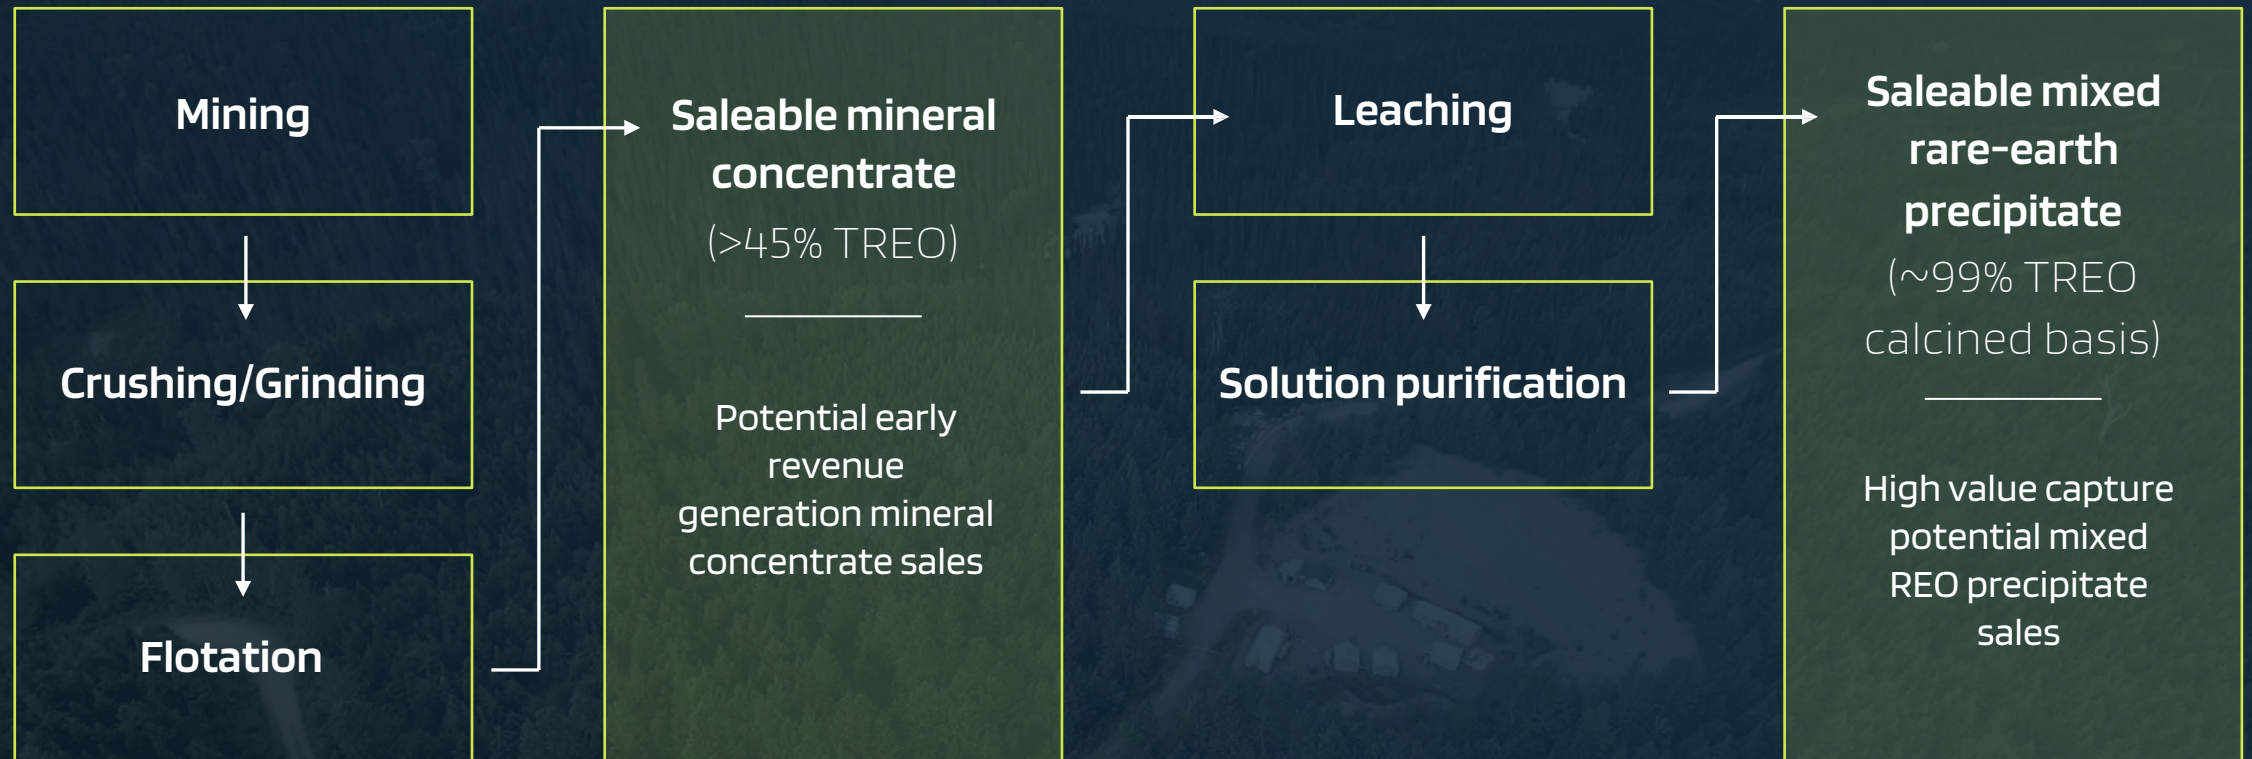 Mining
Crushing/Grinding
Flotation
Saleable mineral
concentrate
(>45% TREO)
Potential early
revenue
generation mineral
concentrate sales
Leaching
Solution purification
Saleable mixed
rare-earth
precipitate
(~99% TREO
calcined basis)
High value capture
potential mixed
REO precipitate
sales